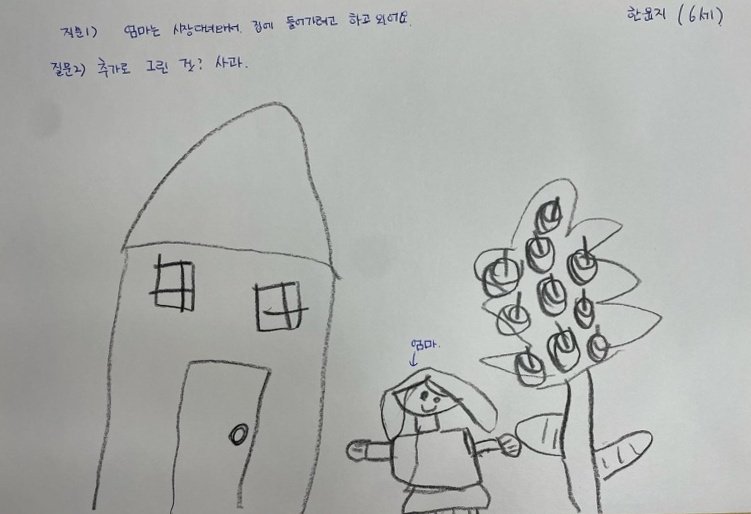 한윤지 (6세)
질문1) 엄마는 시장다녀와서 집에 들어가려고 하고 있어요.
질문2) 추가로 그린 것? 사과.
엄마.